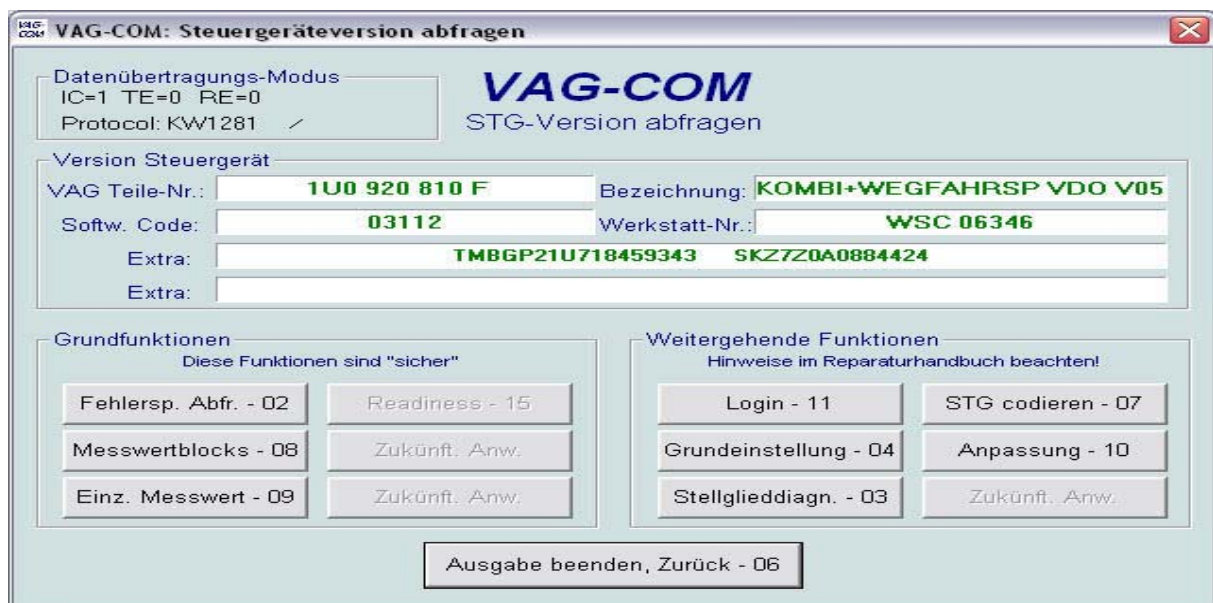 VAG-COM: Steuergeräteversion abfragen
Datenübertragungs-Modus
IC=1 TE=0 RE=0
Protocol: KW1281 /
VAG-COM
STG-Version abfragen
Version Steuergerät
VAG Teile-Nr.: 1U0 920 810 F Bezeichnung: KOMBI+WEGFAHRSP VDO V05
Softw. Code: 03112 Werkstatt-Nr.: WSC 06346
Extra: TMBGP21U718459343 SKZ7Z0A0884424
Extra:
Grundfunktionen
Diese Funktionen sind "sicher"
Fehlersp. Abfr. - 02 Readiness - 15
Messwertblocks - 08 Zukünft. Anw.
Einz. Messwert - 09 Zukünft. Anw.
Weitergehende Funktionen
Hinweise im Reparaturhandbuch beachten!
Login - 11 STG codieren - 07
Grundeinstellung - 04 Anpassung - 10
Stellglieddiagn. - 03 Zukünft. Anw.
Ausgabe beenden, Zurück - 06